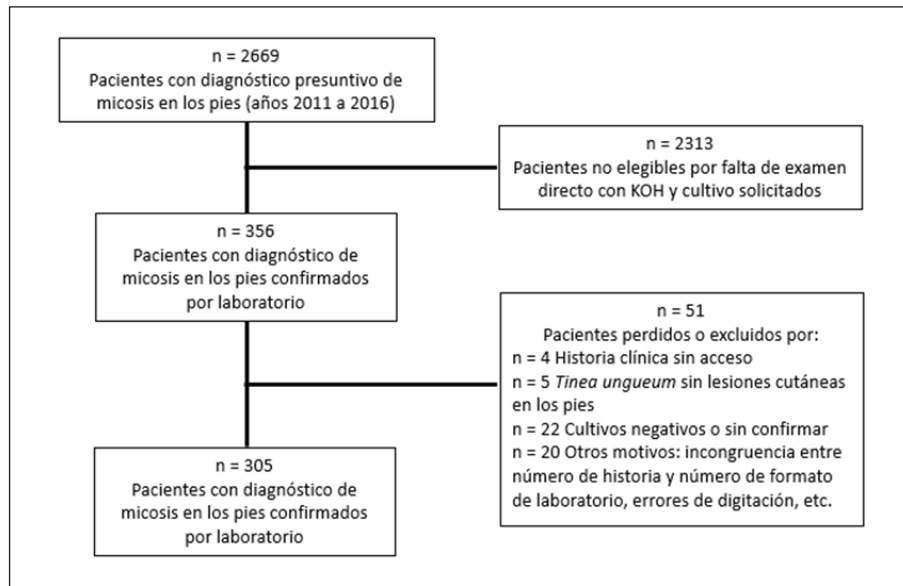 n = 2669
Pacientes con diagnóstico presuntivo de
micosis en los pies (años 2011 a 2016)
n = 2313
Pacientes no elegibles por falta de examen
directo con KOH y cultivo solicitados
n = 356
Pacientes con diagnóstico de
micosis en los pies confirmados
por laboratorio
n = 51
Pacientes perdidos o excluidos por:
n = 4 Historia clínica sin acceso
n = 5 Tinea ungueum sin lesiones cutáneas
en los pies
n = 22 Cultivos negativos o sin confirmar
n = 20 Otros motivos: incongruencia entre
número de historia y número de formato
de laboratorio, errores de digitación, etc.
n = 305
Pacientes con diagnóstico de
micosis en los pies confirmados
por laboratorio